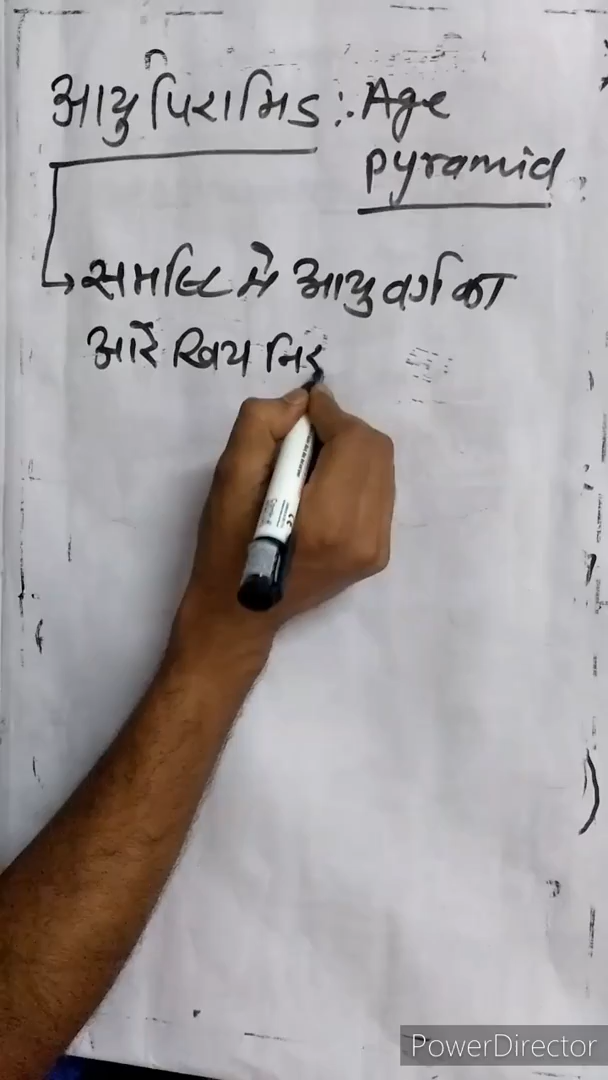 आयु पिरामिड :. Age
pyramid
समष्टि मे आयु वर्ग का
आरेखिय नि
PowerDirector